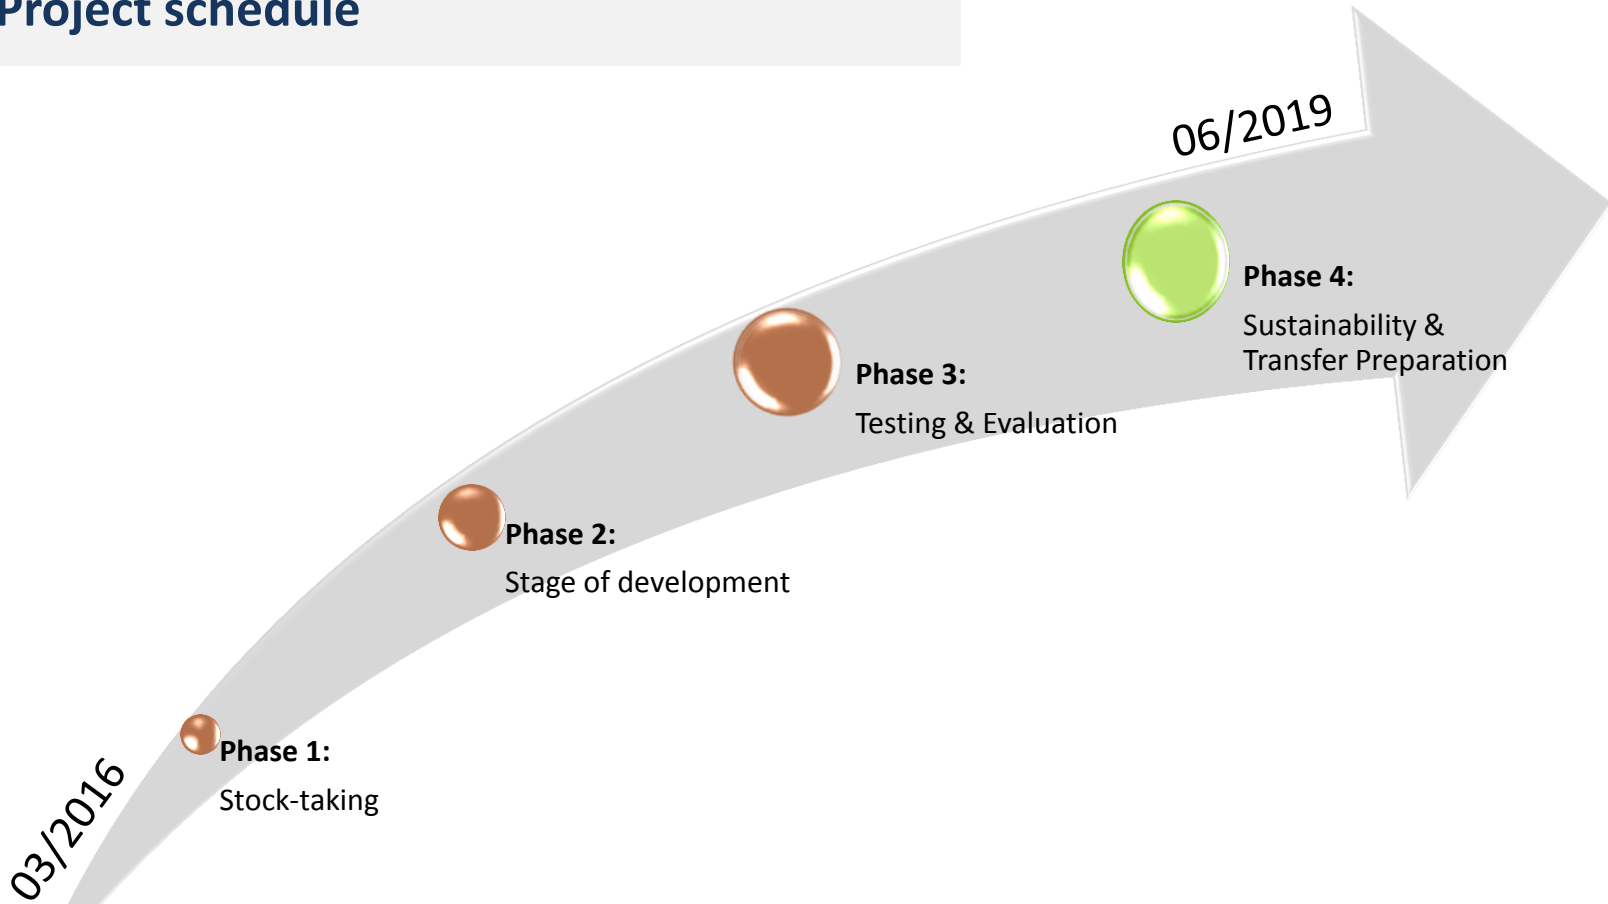 Project schedule
06/2019
Phase 4:
Sustainability &
Transfer Preparation
Phase 3:
Testing & Evaluation
Phase 2:
Stage of development
Phase 1:
Stock-taking
03/2016